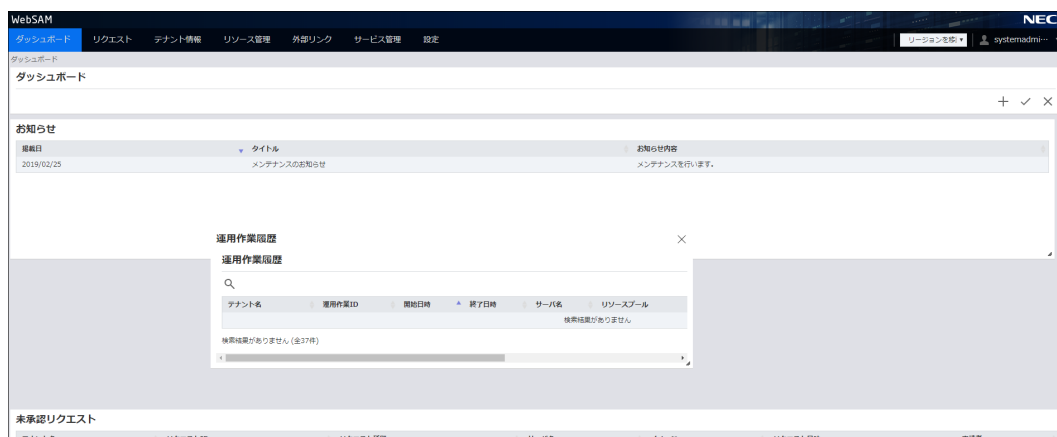 WebSAM NEC
ダッシュボード リクエスト テナント情報 リソース管理 外部リンク サービス管理 設定 systemadmi…
ダッシュボード
ダッシュボード
お知らせ
掲載日 タイトル お知らせ内容
2019/02/25 メンテナンスのお知らせ メンテナンスを行います。
運用作業履歴
運用作業履歴
テナント名 運用作業ID 開始日時 終了日時 サーバ名 リソースプール
検索結果がありません
検索結果がありません (全37件)
未承認リクエスト